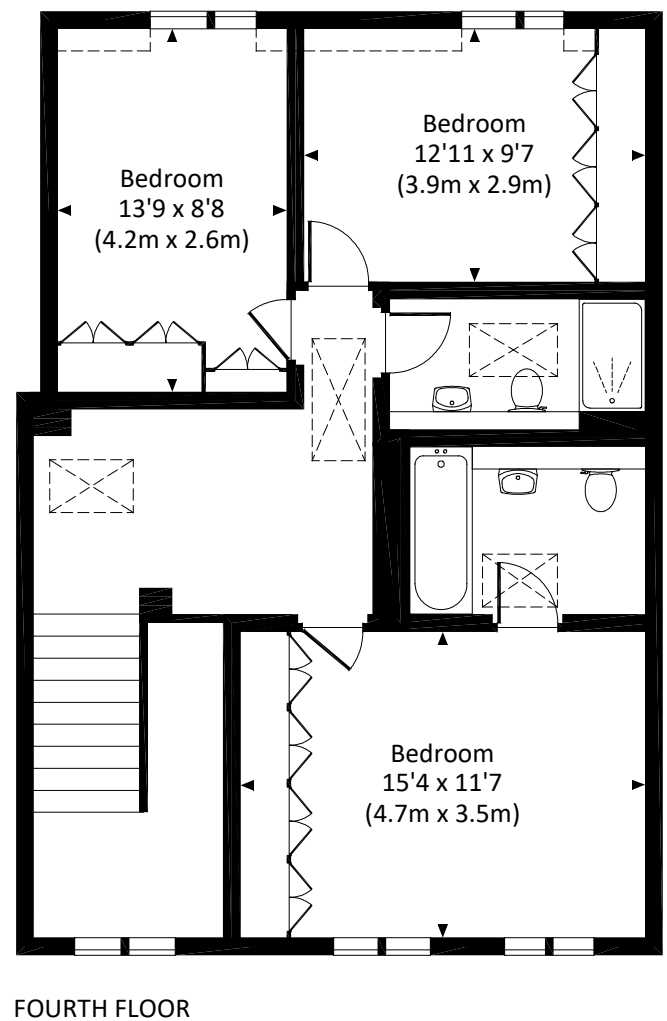 Bedroom
12'11 x 9'7
(3.9m x 2.9m)
Bedroom
13'9 x 8'8
(4.2m x 2.6m)
Bedroom
15'4 x 11'7
(4.7m x 3.5m)
FOURTH FLOOR